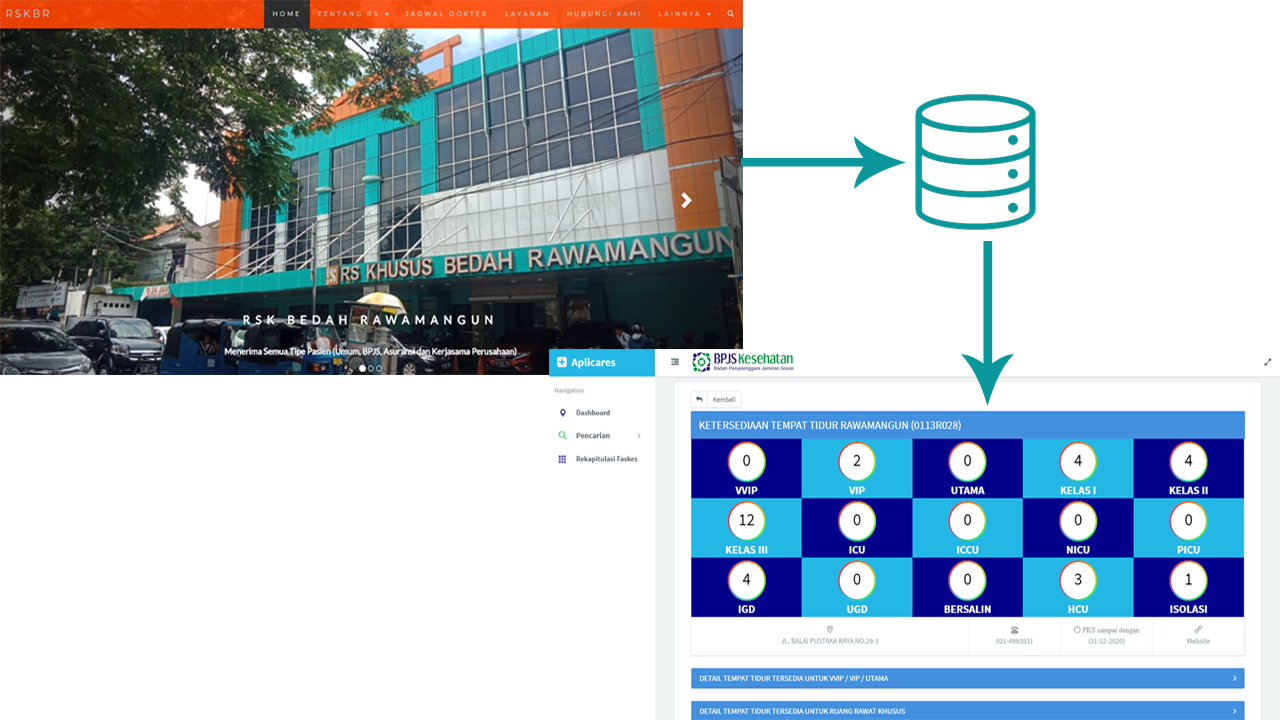 RSKBR
HOME TENTANG RS JADWAL DOKTER LAYANAN HUBUNGI KAMI LAINNYA
RS KHUSUS BEDAH RAWAMANGUN
RSK BEDAH RAWAMANGUN
Menerima Semua Tipe Pasien (Umum, BPJS, Asuransi dan Kerjasama Perusahaan)
Aplicares
BPJS Kesehatan
Badan Penyelenggara Jaminan Sosial
Navigation
Dashboard
Pencarian
Rekapitulasi Faskes
Kembali
KETERSEDIAAN TEMPAT TIDUR RAWAMANGUN (0113R028)
0 2 0 4 4
VVIP VIP UTAMA KELAS I KELAS II
12 0 0 0 0
KELAS III ICU ICCU NICU PICU
4 0 0 3 1
IGD UGD BERSALIN HCU ISOLASI
JL. BALAI PUSTAKA RAYA NO.29-3
021-4893531
PKS sampai dengan
(31-12-2020)
Website
DETAIL TEMPAT TIDUR TERSEDIA UNTUK VVIP / VIP / UTAMA
DETAIL TEMPAT TIDUR TERSEDIA UNTUK RUANG RAWAT KHUSUS